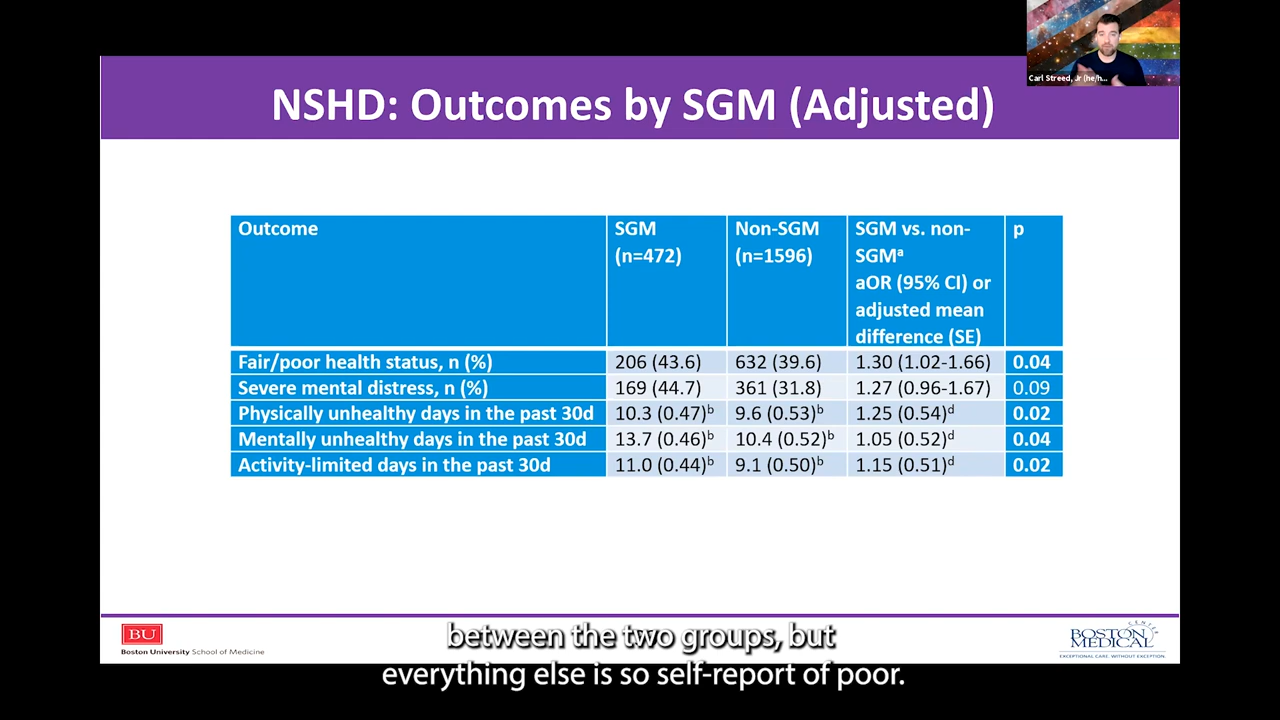 Carl Streed, Jr (he/h...
NSHD: Outcomes by SGM (Adjusted)
Outcome SGM (n=472) Non-SGM (n=1596) SGM vs. non-SGMᵃ aOR (95% CI) or adjusted mean difference (SE) p
Fair/poor health status, n (%) 206 (43.6) 632 (39.6) 1.30 (1.02-1.66) 0.04
Severe mental distress, n (%) 169 (44.7) 361 (31.8) 1.27 (0.96-1.67) 0.09
Physically unhealthy days in the past 30d 10.3 (0.47)ᵇ 9.6 (0.53)ᵇ 1.25 (0.54)ᵈ 0.02
Mentally unhealthy days in the past 30d 13.7 (0.46)ᵇ 10.4 (0.52)ᵇ 1.05 (0.52)ᵈ 0.04
Activity-limited days in the past 30d 11.0 (0.44)ᵇ 9.1 (0.50)ᵇ 1.15 (0.51)ᵈ 0.02
BU
Boston University School of Medicine
BOSTON
MEDICAL
CENTER
EXCEPTIONAL CARE. WITHOUT EXCEPTION.
between the two groups, but
everything else is so self-report of poor.